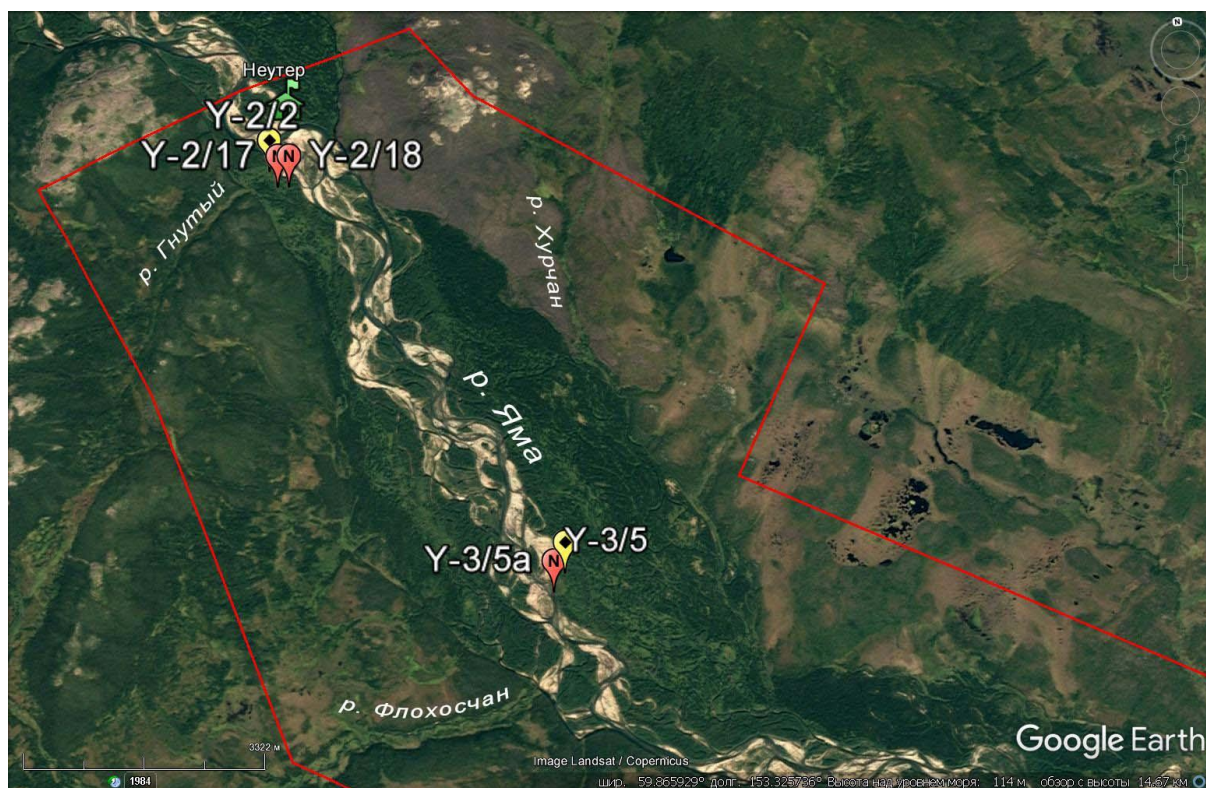 N
Неутер
Y-2/2
Y-2/17 N N Y-2/18
р. Гнутый
р. Хурчан
р. Яма
Y-3/5
Y-3/5а N
р. Флохосчан
3322 м
Google Earth
Image Landsat / Copernicus
1984
шир. 59.865929° долг. 153.325736° Высота над уровнем моря: 114 м обзор с высоты 14.67 км